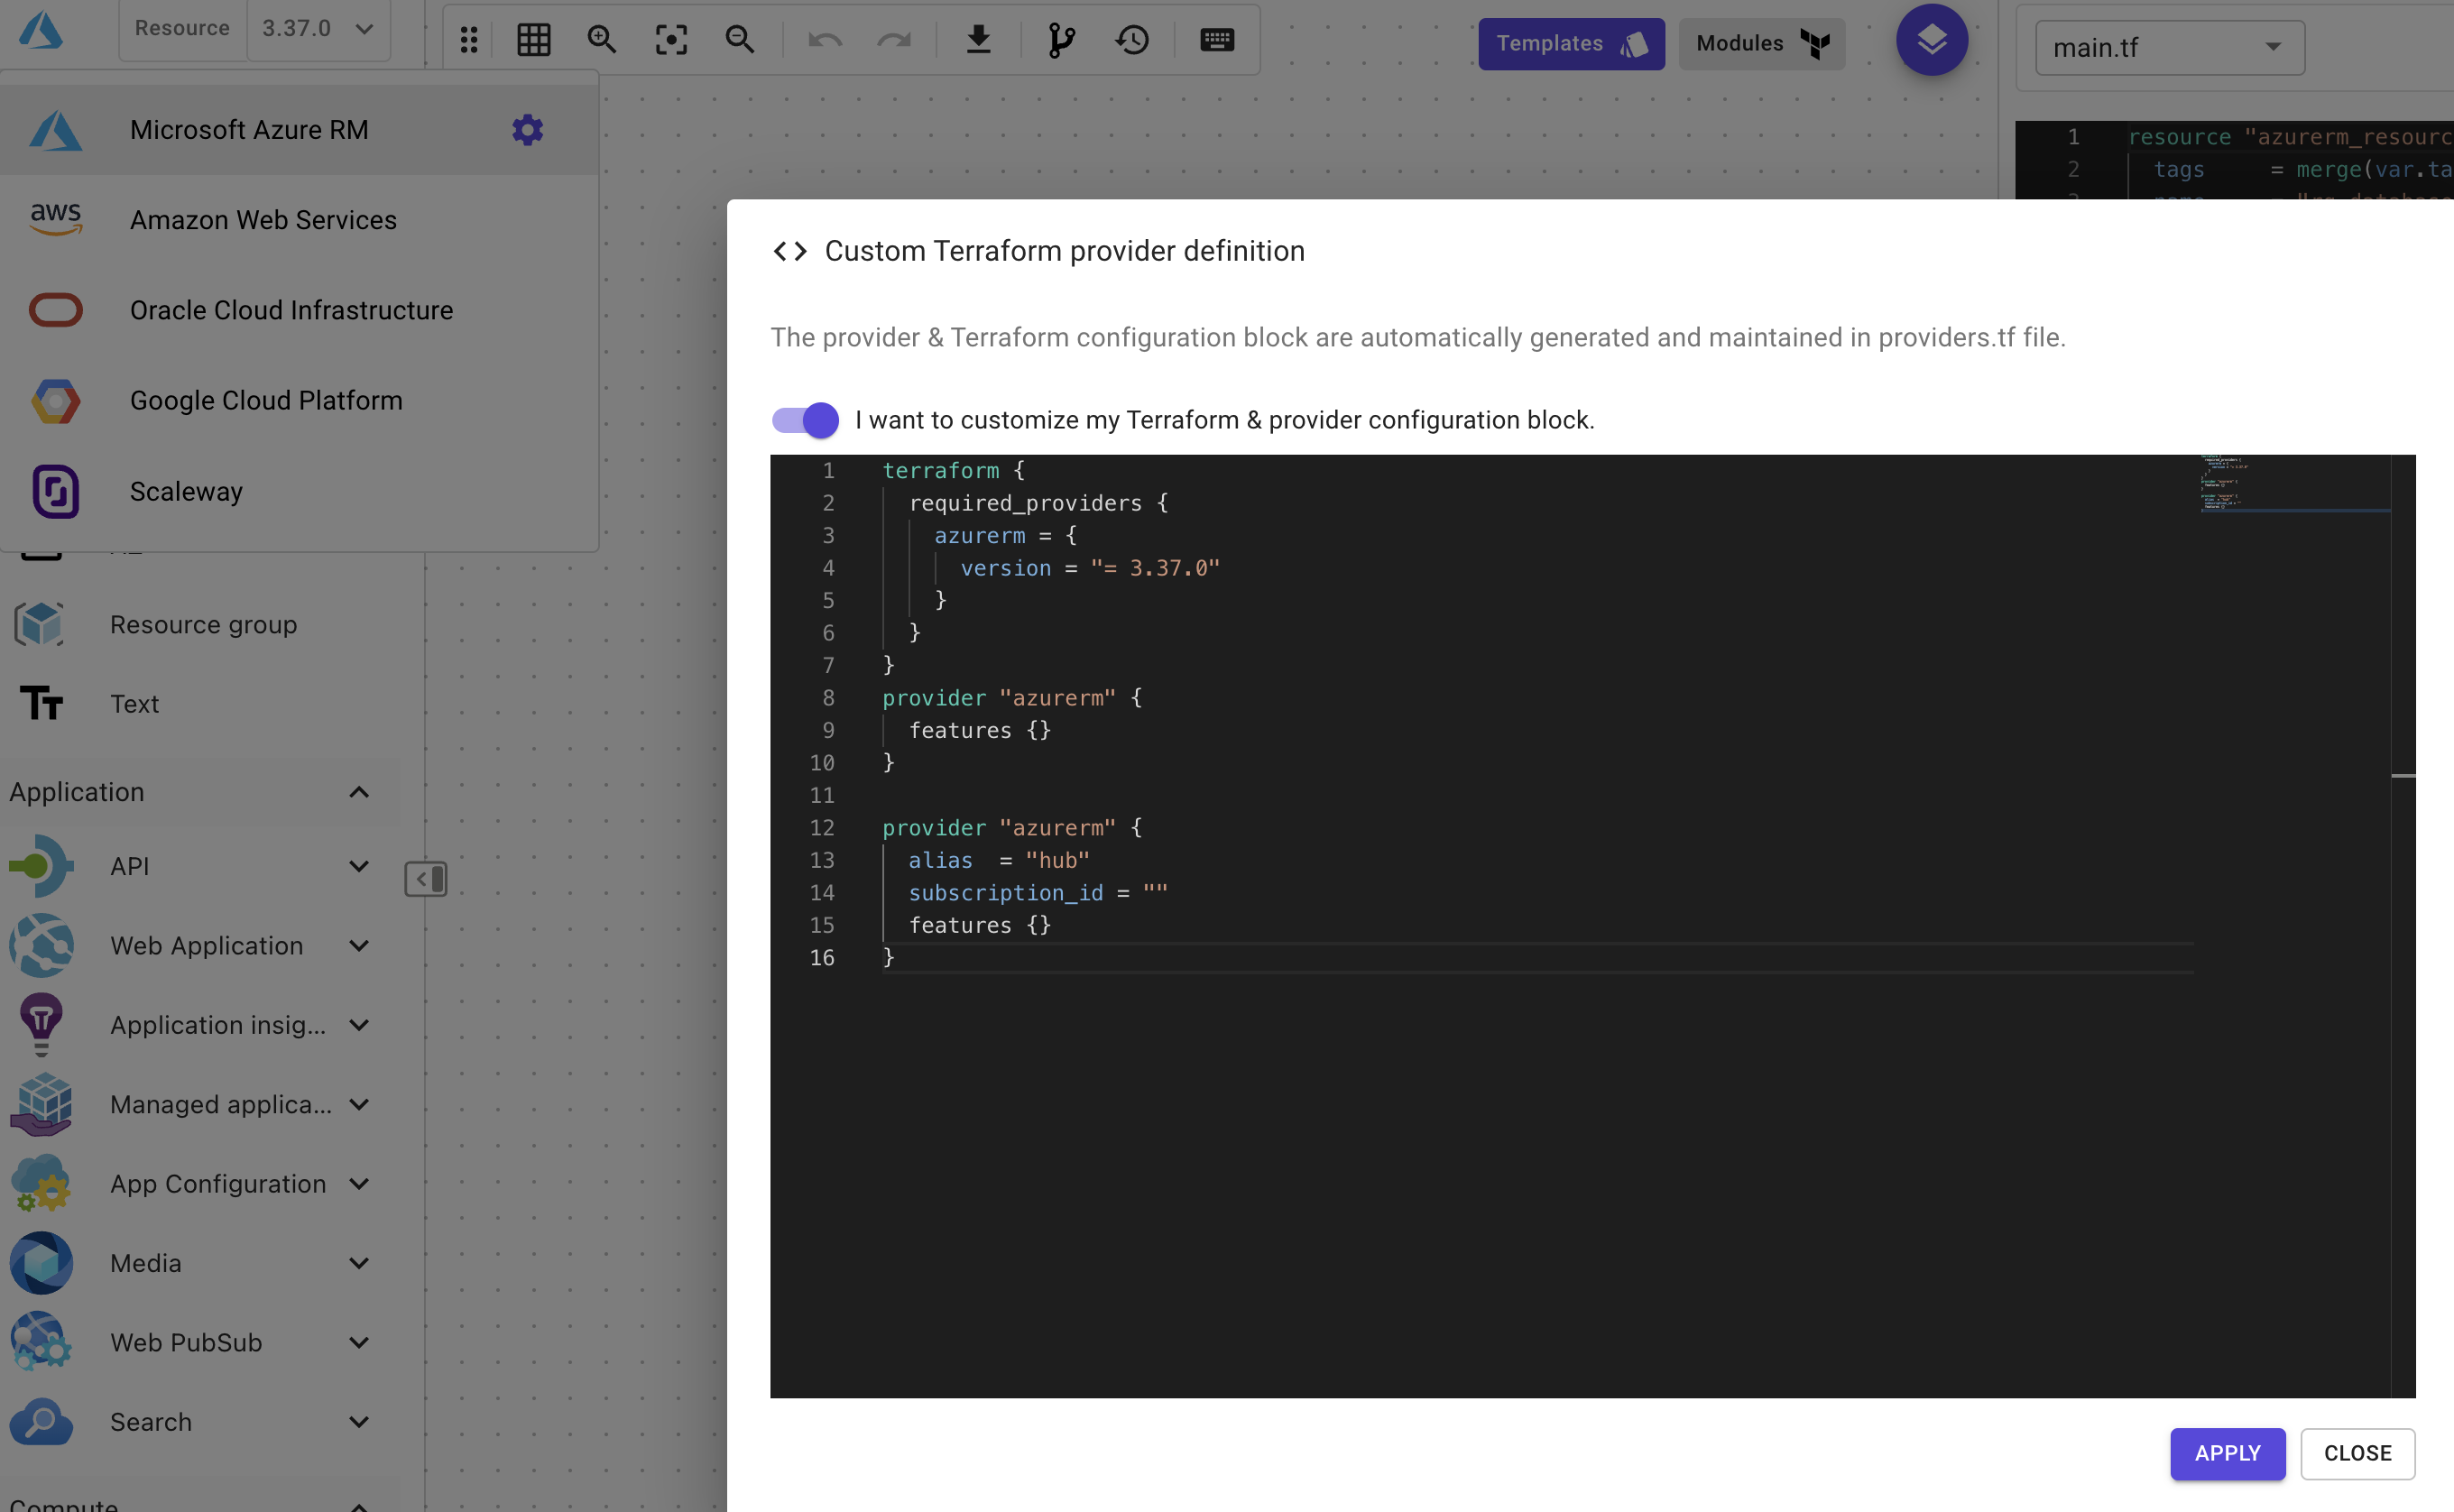 Resource
3.37.0
Templates
Modules
main.tf
Microsoft Azure RM
aws
Amazon Web Services
Oracle Cloud Infrastructure
Google Cloud Platform
Scaleway
Resource group
Text
Application
API
Web Application
Application insig...
Managed applica...
App Configuration
Media
Web PubSub
Search
Compute
1 resource "azurerm_resourc
2 tags = merge(var.ta
Custom Terraform provider definition
The provider & Terraform configuration block are automatically generated and maintained in providers.tf file.
I want to customize my Terraform & provider configuration block.
1 terraform {
2 required_providers {
3 azurerm = {
4 version = "= 3.37.0"
5 }
6 }
7 }
8 provider "azurerm" {
9 features {}
10 }
11
12 provider "azurerm" {
13 alias = "hub"
14 subscription_id = ""
15 features {}
16 }
APPLY
CLOSE